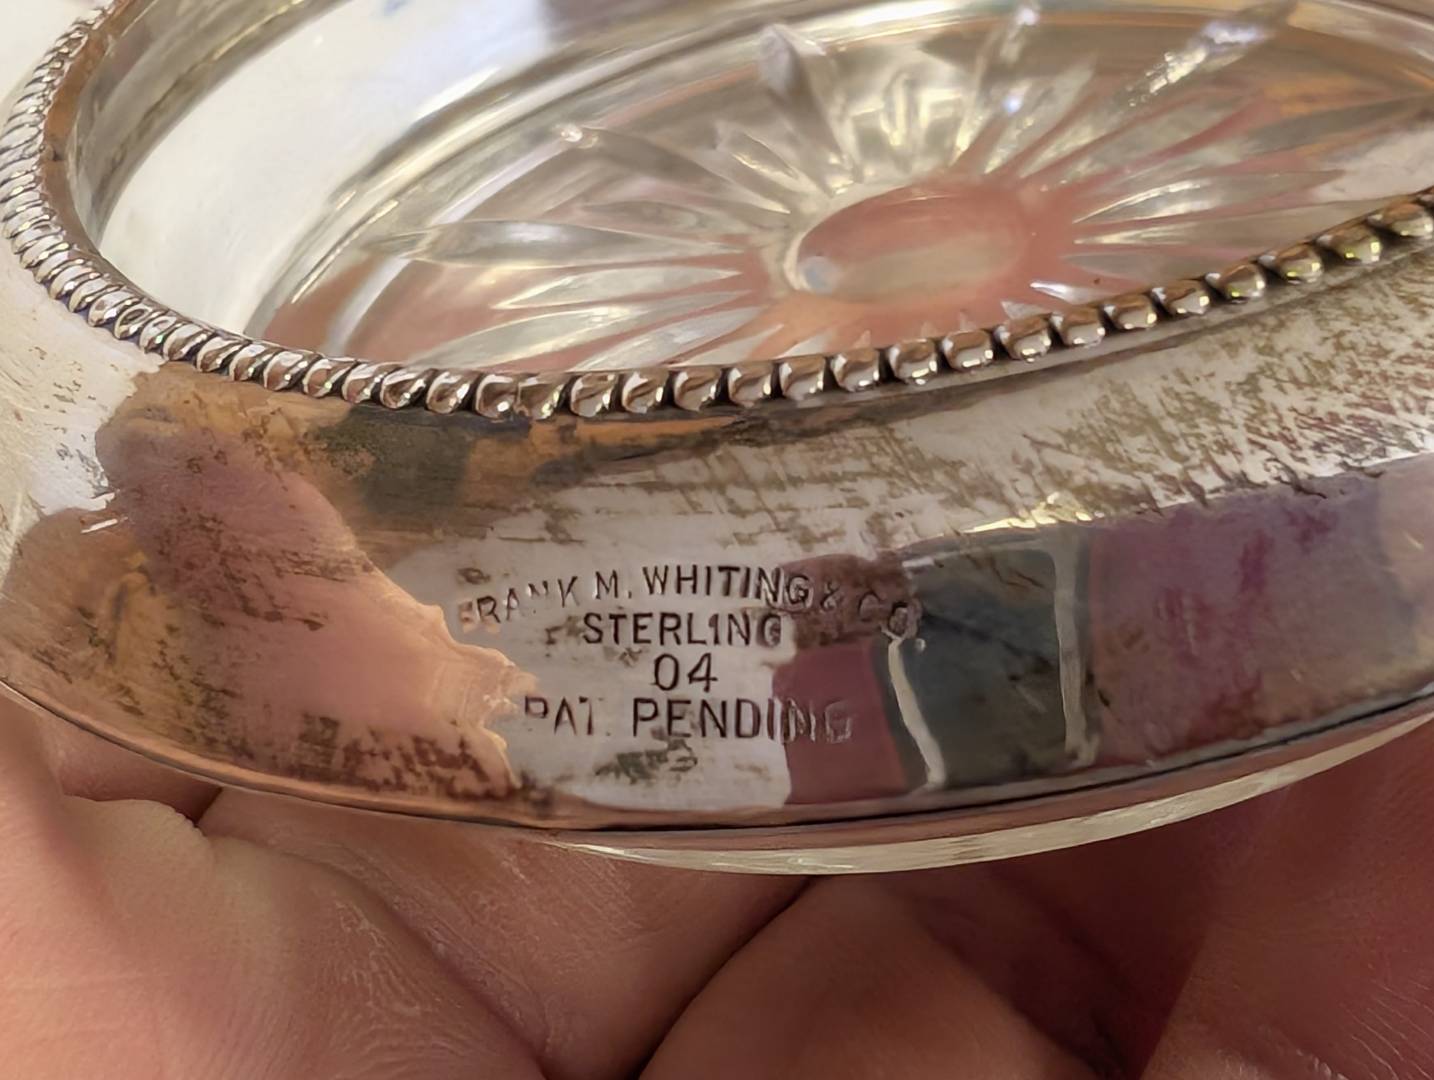 FRANK M. WHITING & CO
STERLING
04
PAT. PENDING